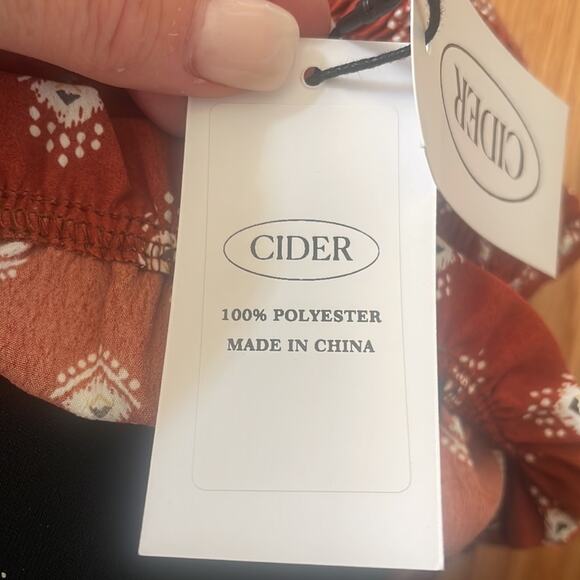 CIDER
100% POLYESTER
MADE IN CHINA
CIDER